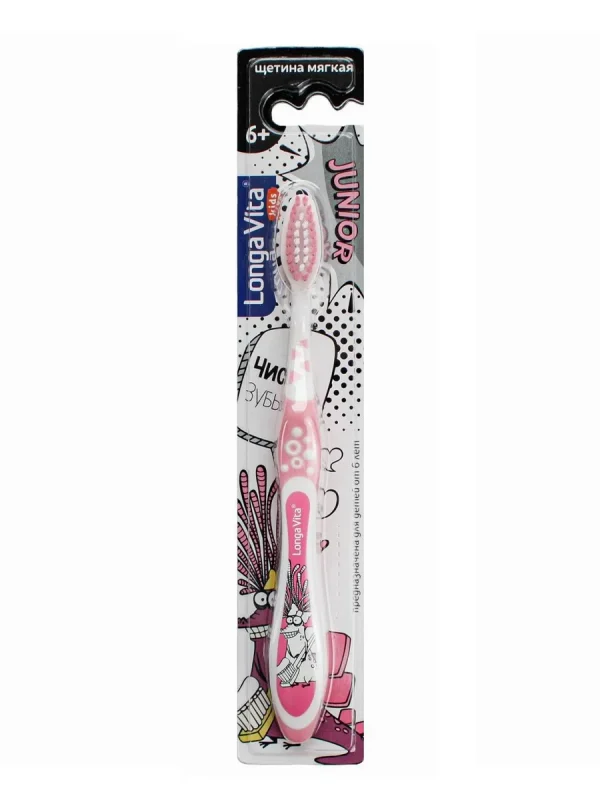 щетина мягкая
6+
JUNIOR
Longa Vita®
kids
ЧИС
ЗУБЫ
Longa Vita®
предназначена для детей от 6 лет